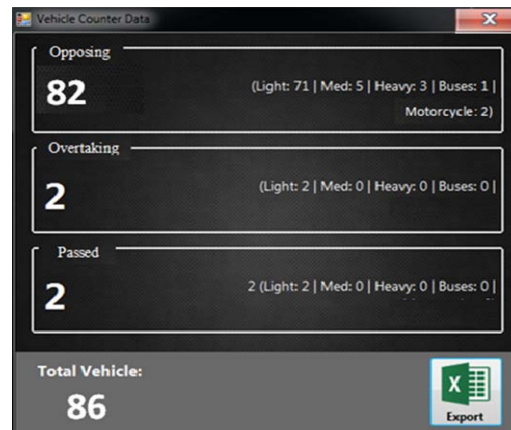 Vehicle Counter Data
Opposing
82
(Light: 71 | Med: 5 | Heavy: 3 | Buses: 1 |
Motorcycle: 2)
Overtaking
2
(Light: 2 | Med: 0 | Heavy: 0 | Buses: 0 |
Passed
2
2 (Light: 2 | Med: 0 | Heavy: 0 | Buses: 0 |
Total Vehicle:
86
X
Export